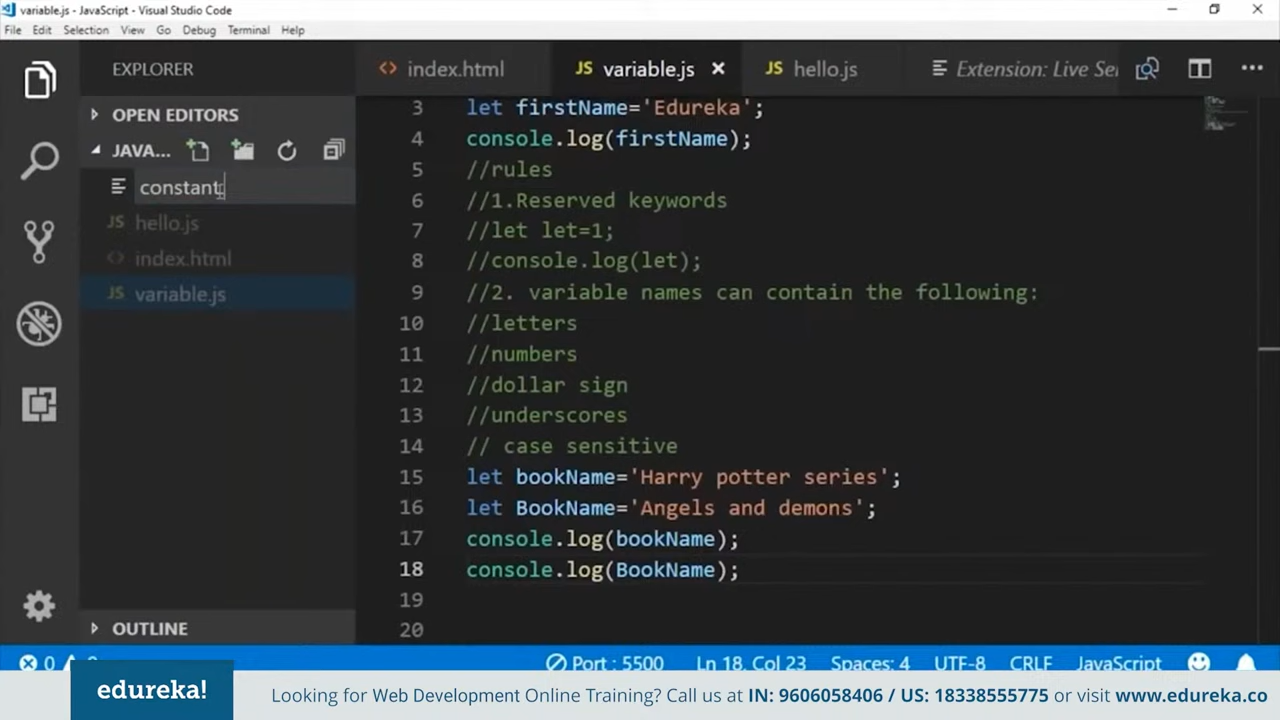 variable.js - JavaScript - Visual Studio Code
File Edit Selection View Go Debug Terminal Help
EXPLORER
index.html
JS variable.js
JS hello.js
Extension: Live Se
OPEN EDITORS
JAVA...
constant
JS hello.js
index.html
JS variable.js
OUTLINE
3 let firstName='Edureka';
4 console.log(firstName);
5 //rules
6 //1.Reserved keywords
7 //let let=1;
8 //console.log(let);
9 //2. variable names can contain the following:
10 //letters
11 //numbers
12 //dollar sign
13 //underscores
14 // case sensitive
15 let bookName='Harry potter series';
16 let BookName='Angels and demons';
17 console.log(bookName);
18 console.log(BookName);
19
20
0 Port : 5500 Ln 18, Col 23 Spaces: 4 UTF-8 CRLF JavaScript
edureka! Looking for Web Development Online Training? Call us at IN: 9606058406 / US: 18338555775 or visit www.edureka.co